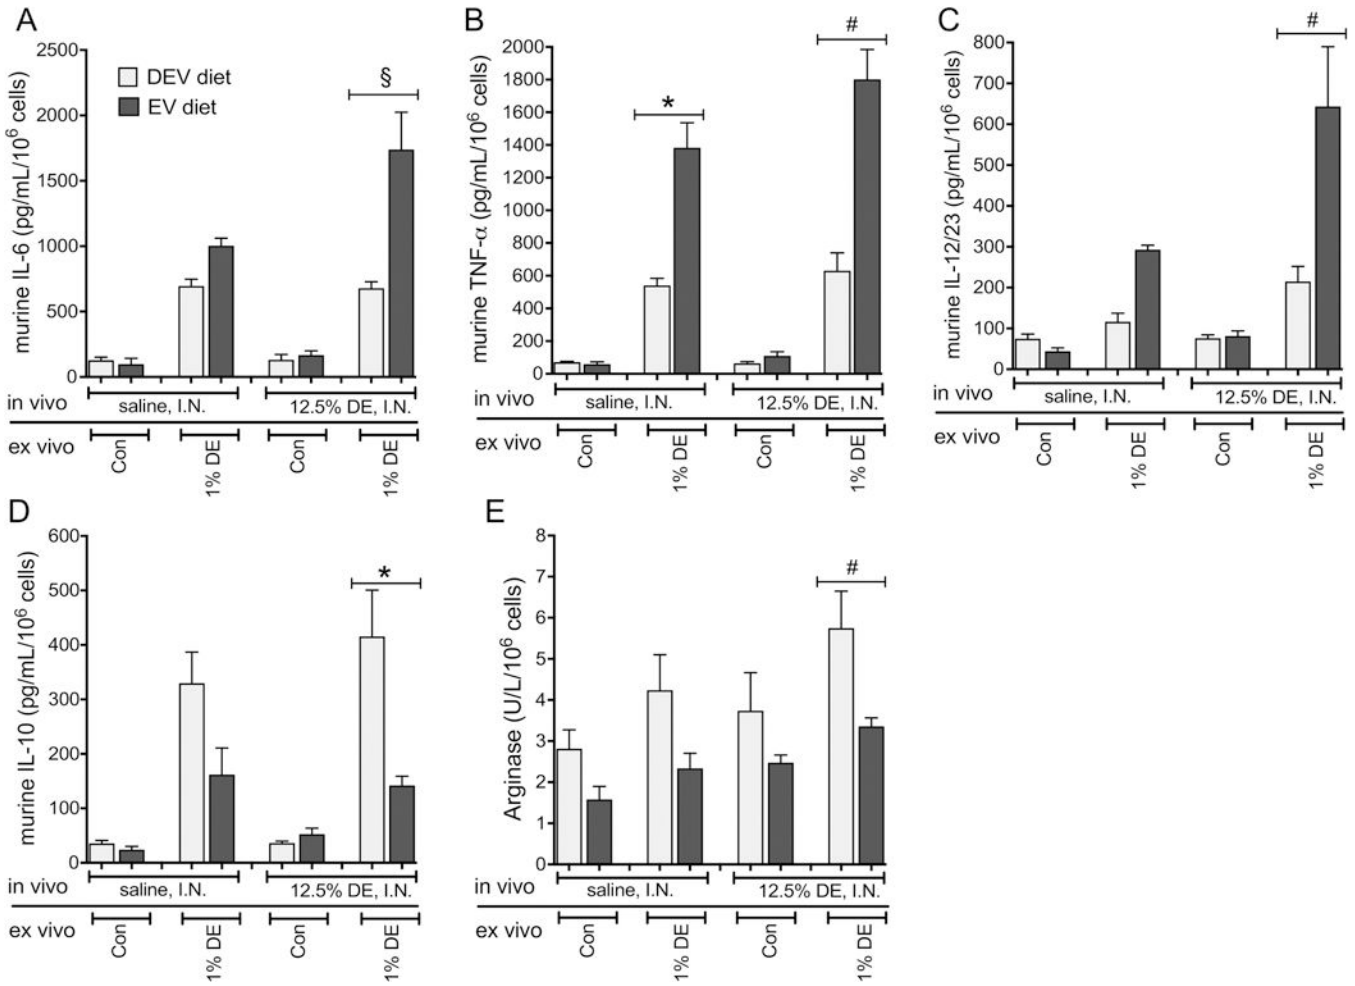 A
murine IL-6 (pg/mL/10⁶ cells)
2500
2000
1500
1000
500
0
DEV diet
EV diet
§
in vivo
saline, I.N.
12.5% DE, I.N.
ex vivo
Con
1% DE
Con
1% DE
B
murine TNF-α (pg/mL/10⁶ cells)
2000
1800
1600
1400
1200
1000
800
600
400
200
0
*
#
in vivo
saline, I.N.
12.5% DE, I.N.
ex vivo
Con
1% DE
Con
1% DE
C
murine IL-12/23 (pg/mL/10⁶ cells)
800
700
600
500
400
300
200
100
0
#
in vivo
saline, I.N.
12.5% DE, I.N.
ex vivo
Con
1% DE
Con
1% DE
D
murine IL-10 (pg/mL/10⁶ cells)
600
500
400
300
200
100
0
*
in vivo
saline, I.N.
12.5% DE, I.N.
ex vivo
Con
1% DE
Con
1% DE
E
Arginase (U/L/10⁶ cells)
8
7
6
5
4
3
2
1
0
#
in vivo
saline, I.N.
12.5% DE, I.N.
ex vivo
Con
1% DE
Con
1% DE